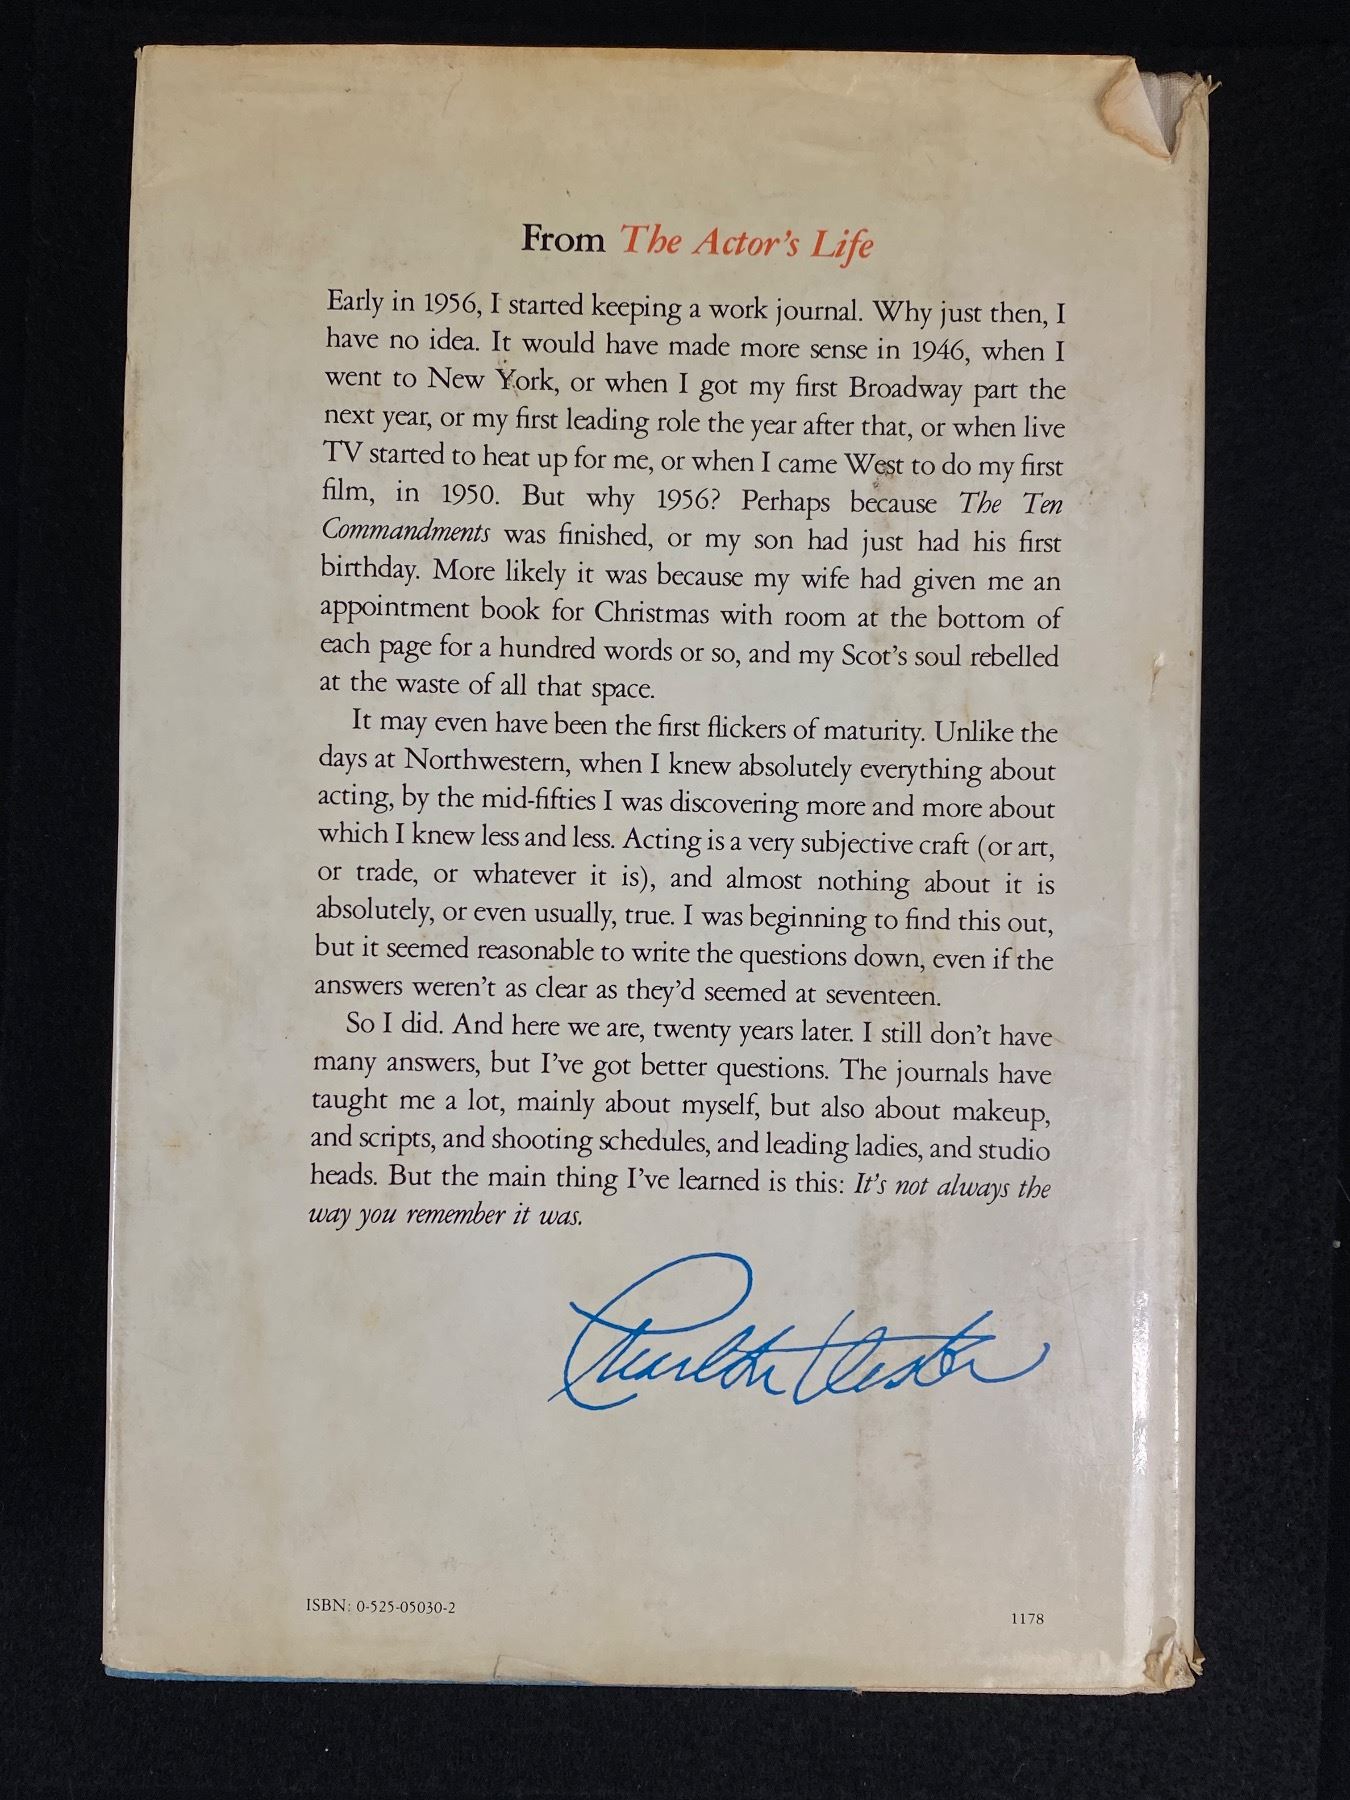 From The Actor's Life
Early in 1956, I started keeping a work journal. Why just then, I
have no idea. It would have made more sense in 1946, when I
went to New York, or when I got my first Broadway part the
next year, or my first leading role the year after that, or when live
TV started to heat up for me, or when I came West to do my first
film, in 1950. But why 1956? Perhaps because The Ten
Commandments was finished, or my son had just had his first
birthday. More likely it was because my wife had given me an
appointment book for Christmas with room at the bottom of
each page for a hundred words or so, and my Scot's soul rebelled
at the waste of all that space.
It may even have been the first flickers of maturity. Unlike the
days at Northwestern, when I knew absolutely everything about
acting, by the mid-fifties I was discovering more and more about
which I knew less and less. Acting is a very subjective craft (or art,
or trade, or whatever it is), and almost nothing about it is
absolutely, or even usually, true. I was beginning to find this out,
but it seemed reasonable to write the questions down, even if the
answers weren't as clear as they'd seemed at seventeen.
So I did. And here we are, twenty years later. I still don't have
many answers, but I've got better questions. The journals have
taught me a lot, mainly about myself, but also about makeup,
and scripts, and shooting schedules, and leading ladies, and studio
heads. But the main thing I've learned is this: It's not always the
way you remember it was.
Charlton Heston
ISBN: 0-525-05030-2
1178